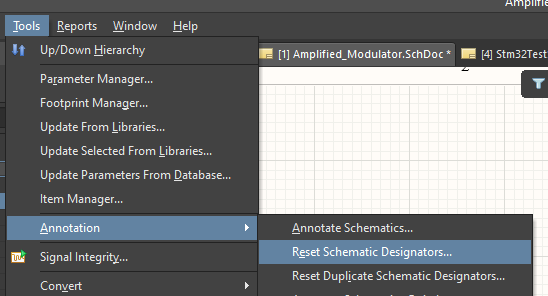 Amplified
Tools Reports Window Help
Up/Down Hierarchy
[1] Amplified_Modulator.SchDoc * [4] Stm32Test
2
Parameter Manager...
Footprint Manager...
Update From Libraries...
Update Selected From Libraries...
Update Parameters From Database...
Item Manager...
Annotation
Annotate Schematics...
Signal Integrity...
Reset Schematic Designators...
Reset Duplicate Schematic Designators...
Convert